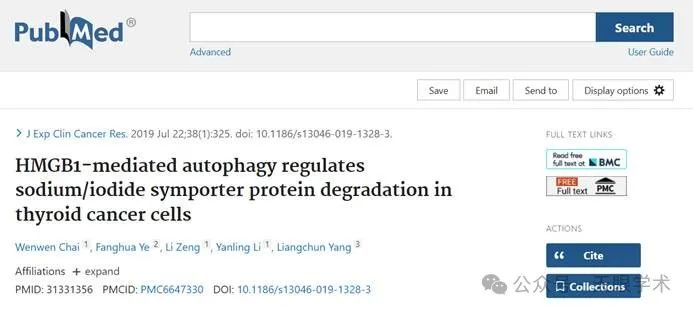 PubMed®
Search
Advanced
User Guide
Save
Email
Send to
Display options
> J Exp Clin Cancer Res. 2019 Jul 22;38(1):325. doi: 10.1186/s13046-019-1328-3.
HMGB1-mediated autophagy regulates
sodium/iodide symporter protein degradation in
thyroid cancer cells
Wenwen Chai 1, Fanghua Ye 2, Li Zeng 1, Yanling Li 1, Liangchun Yang 3
Affiliations + expand
PMID: 31331356 PMCID: PMC6647330 DOI: 10.1186/s13046-019-1328-3
FULL TEXT LINKS
Read free
full text at BMC
FREE
Full text PMC
ACTIONS
Cite
Collections
公众号 · 天眼学术